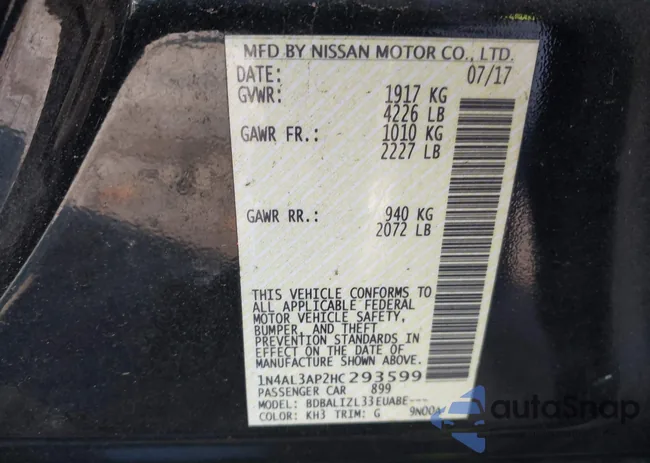 MFD BY NISSAN MOTOR CO., LTD.
DATE: 07/17
GVWR: 1917 KG
4226 LB
GAWR FR.: 1010 KG
2227 LB
GAWR RR.: 940 KG
2072 LB
THIS VEHICLE CONFORMS TO
ALL APPLICABLE FEDERAL
MOTOR VEHICLE SAFETY,
BUMPER, AND THEFT
PREVENTION STANDARDS IN
EFFECT ON THE DATE OF
MANUFACTURE SHOWN ABOVE.
1N4AL3AP2HC293599
PASSENGER CAR 899
MODEL: BDBALIZL33EUABE---
COLOR: KH3 TRIM: G
autoSnap